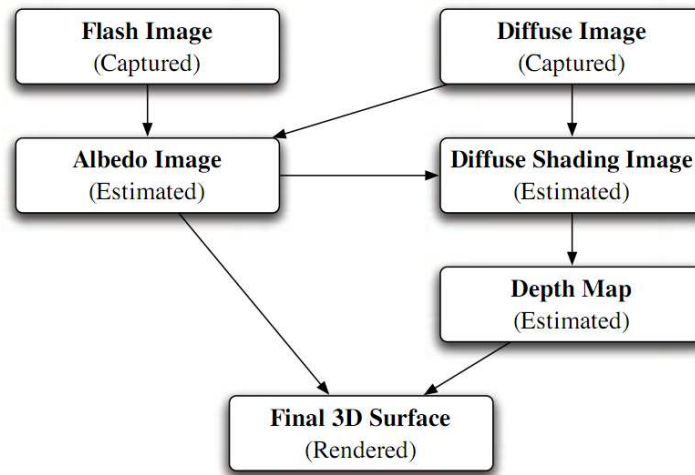 Flash Image
(Captured)
Diffuse Image
(Captured)
Albedo Image
(Estimated)
Diffuse Shading Image
(Estimated)
Depth Map
(Estimated)
Final 3D Surface
(Rendered)